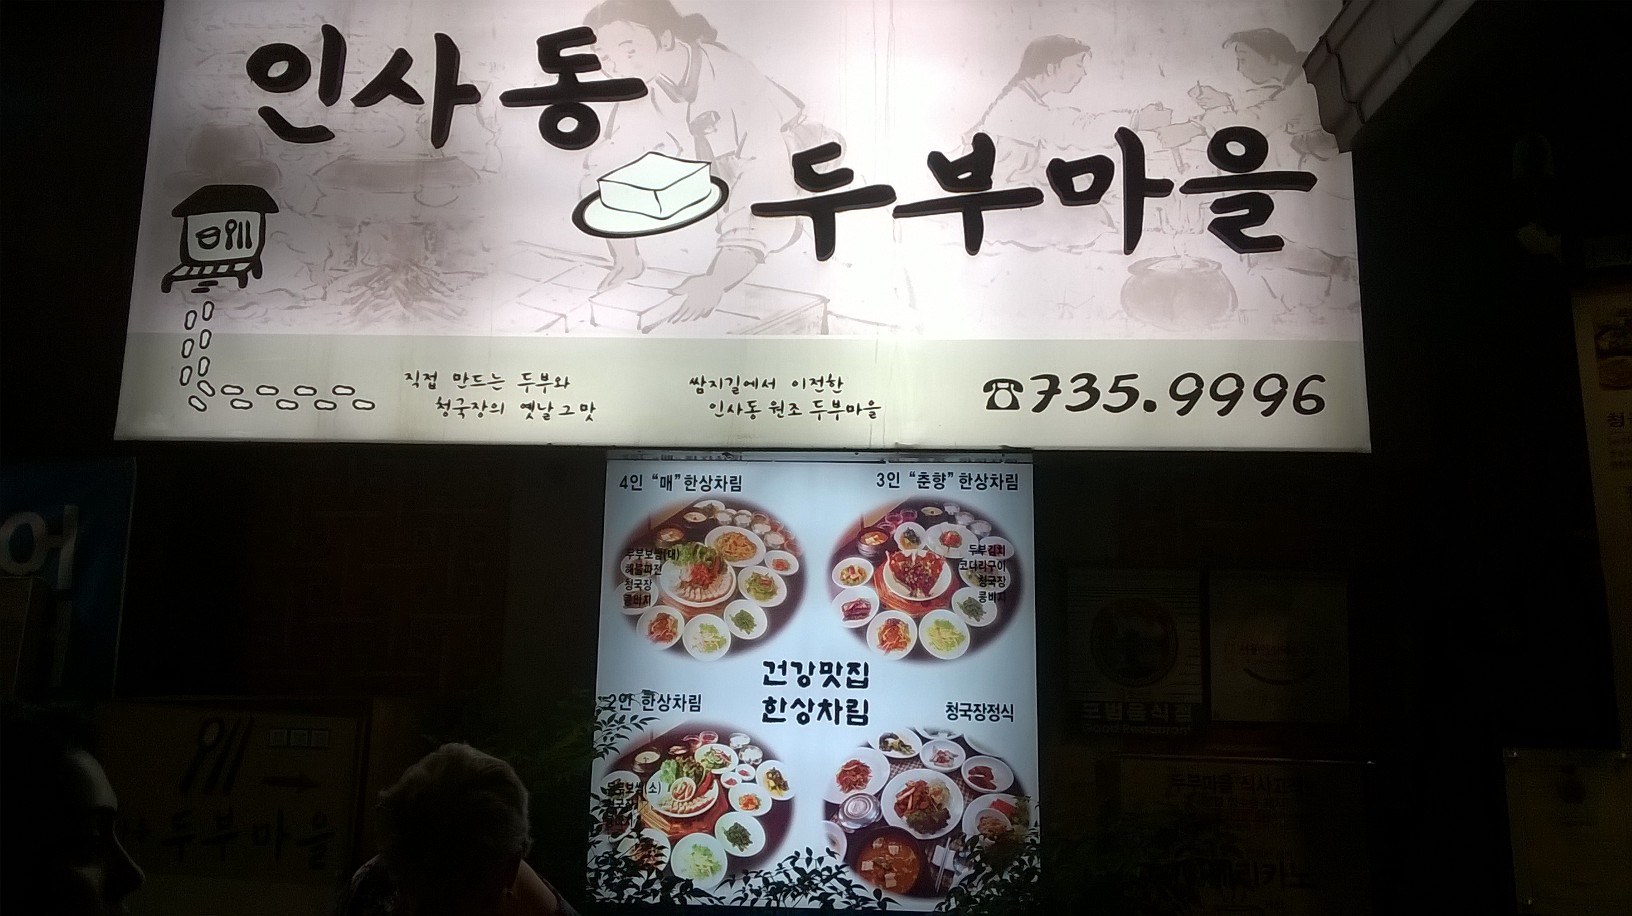 인사동
두부마을
직접 만드는 두부와
청국장의 옛날 그 맛
쌈지길에서 이전한
인사동 원조 두부마을
☎735.9996
4인 "매" 한상차림
두부보쌈(대)
해물파전
청국장
콩비지
3인 "춘향" 한상차림
두부김치
코다리구이
청국장
콩비지
건강맛집
한상차림
2인 한상차림
청국장정식
모범음식점
Good Restaurant
두부마을
두부마을